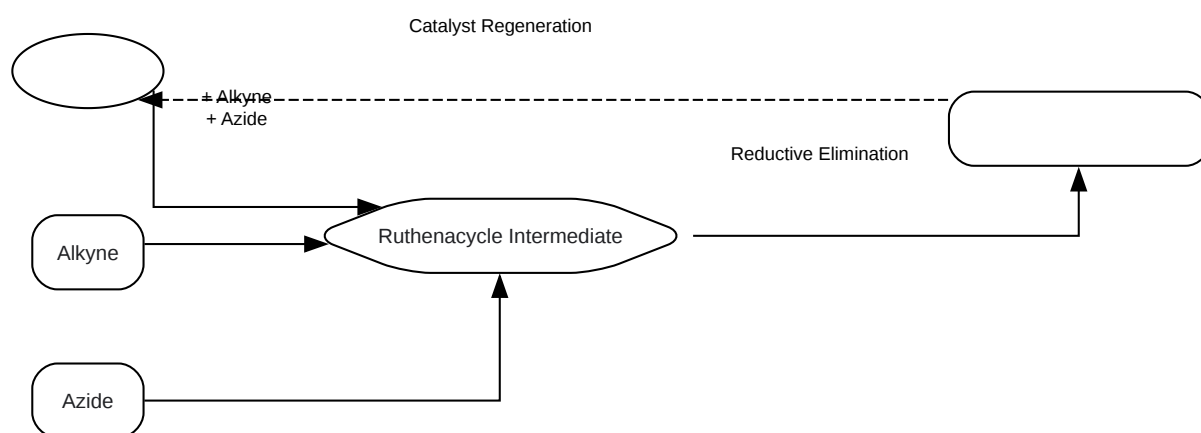 Catalyst Regeneration
+ Alkyne
+ Azide
Reductive Elimination
Ruthenacycle Intermediate
Alkyne
Azide